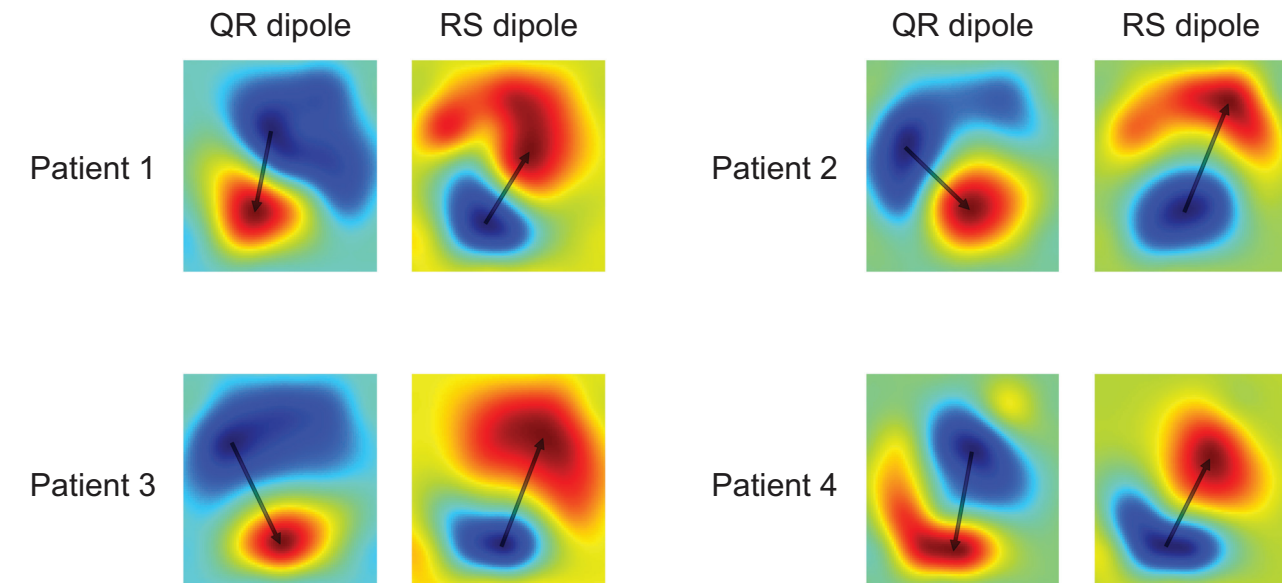 QR dipole RS dipole QR dipole RS dipole
Patient 1 Patient 2
Patient 3 Patient 4